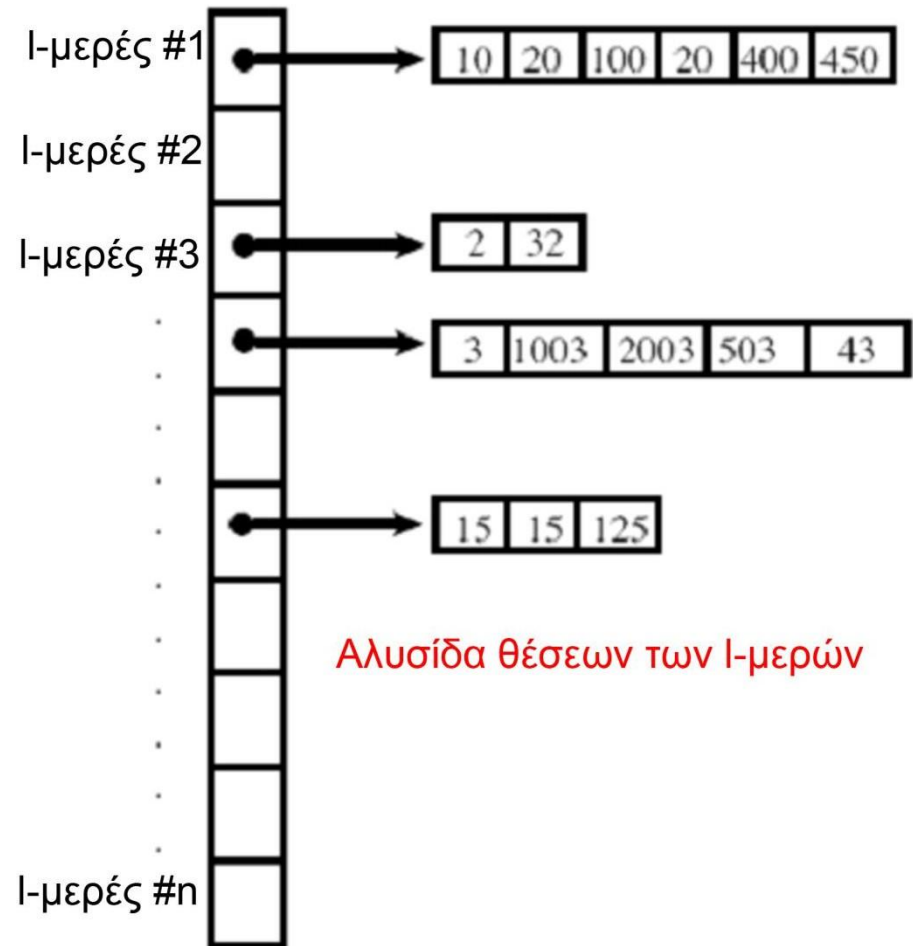 l-μερές #1
10 20 100 20 400 450
l-μερές #2
l-μερές #3
2 32
3 1003 2003 503 43
15 15 125
Αλυσίδα θέσεων των l-μερών
l-μερές #n